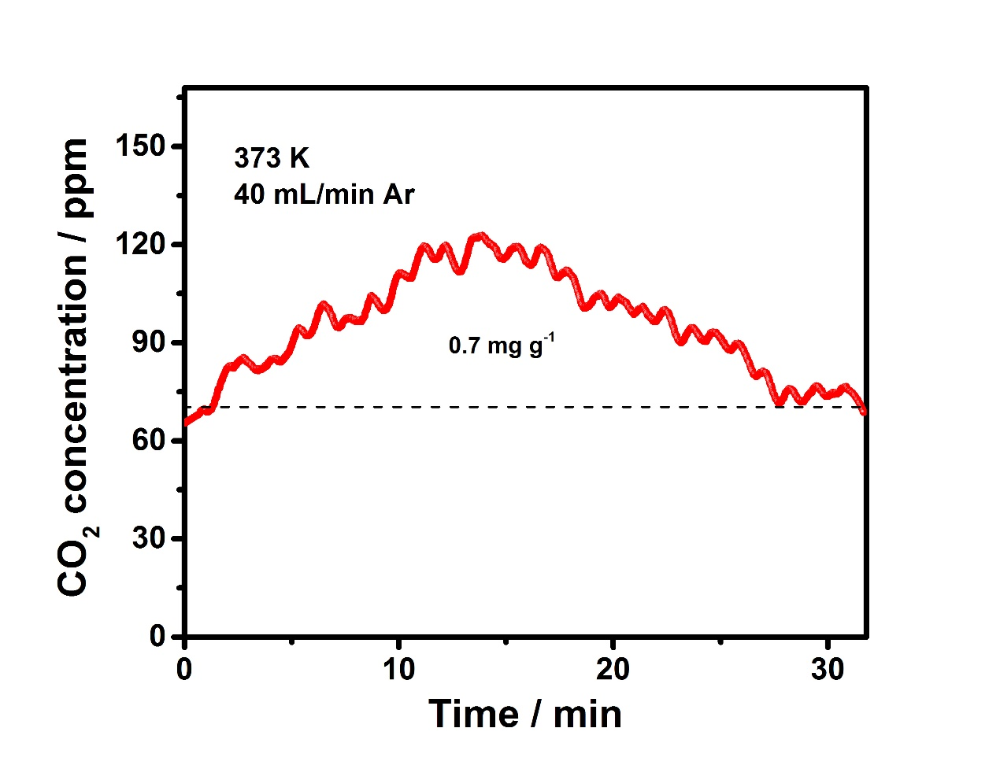 373 K
40 mL/min Ar
0.7 mg g⁻¹
CO₂ concentration / ppm
150
120
90
60
30
0
0 10 20 30
Time / min